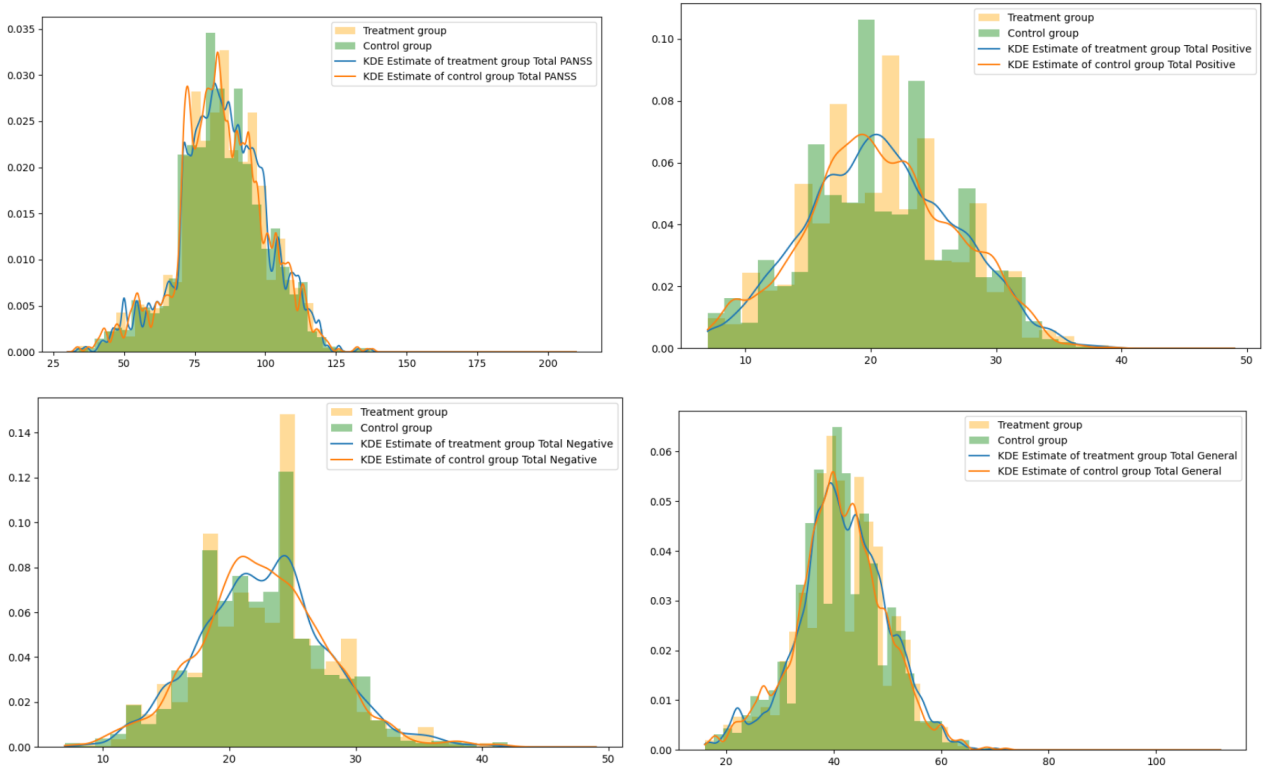 0.035
0.030
0.025
0.020
0.015
0.010
0.005
0.000
25 50 75 100 125 150 175 200
Treatment group
Control group
KDE Estimate of treatment group Total PANSS
KDE Estimate of control group Total PANSS
0.10
0.08
0.06
0.04
0.02
0.00
10 20 30 40 50
Treatment group
Control group
KDE Estimate of treatment group Total Positive
KDE Estimate of control group Total Positive
0.14
0.12
0.10
0.08
0.06
0.04
0.02
0.00
10 20 30 40 50
Treatment group
Control group
KDE Estimate of treatment group Total Negative
KDE Estimate of control group Total Negative
0.06
0.05
0.04
0.03
0.02
0.01
0.00
20 40 60 80 100
Treatment group
Control group
KDE Estimate of treatment group Total General
KDE Estimate of control group Total General